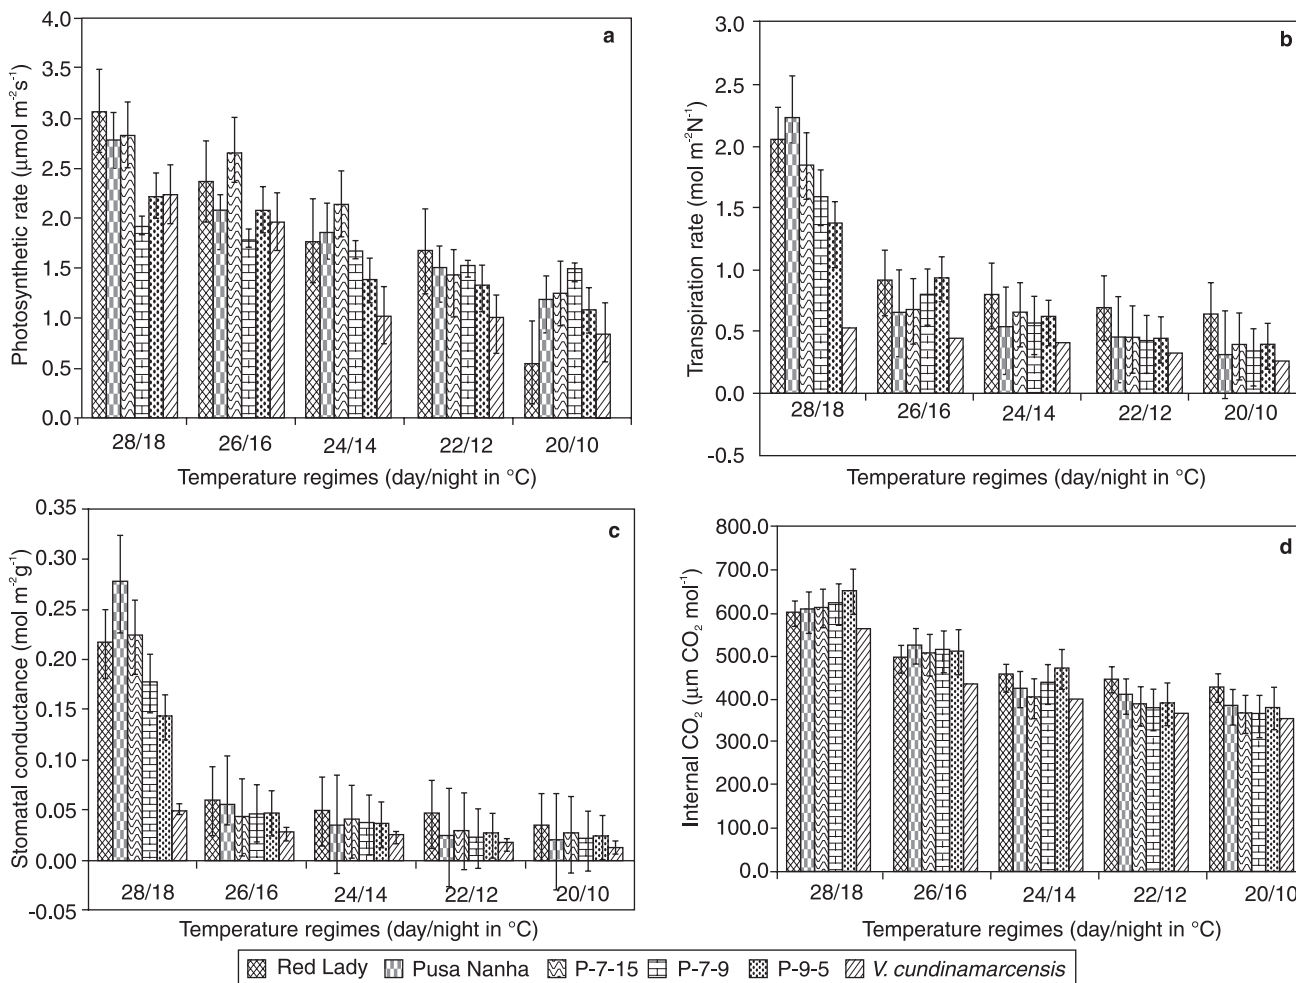 a
Photosynthetic rate (μmol m⁻²s⁻¹)
4.0
3.5
3.0
2.5
2.0
1.5
1.0
0.5
0.0
28/18 26/16 24/14 22/12 20/10
Temperature regimes (day/night in °C)
b
Transpiration rate (mol m⁻²N⁻¹)
3.0
2.5
2.0
1.5
1.0
0.5
0.0
-0.5
28/18 26/16 24/14 22/12 20/10
Temperature regimes (day/night in °C)
c
Stomatal conductance (mol m⁻²g⁻¹)
0.35
0.30
0.25
0.20
0.15
0.10
0.05
0.00
-0.05
28/18 26/16 24/14 22/12 20/10
Temperature regimes (day/night in °C)
d
Internal CO₂ (μm CO₂ mol⁻¹)
800.0
700.0
600.0
500.0
400.0
300.0
200.0
100.0
0.0
28/18 26/16 24/14 22/12 20/10
Temperature regimes (day/night in °C)
Red Lady Pusa Nanha P-7-15 P-7-9 P-9-5 V. cundinamarcensis